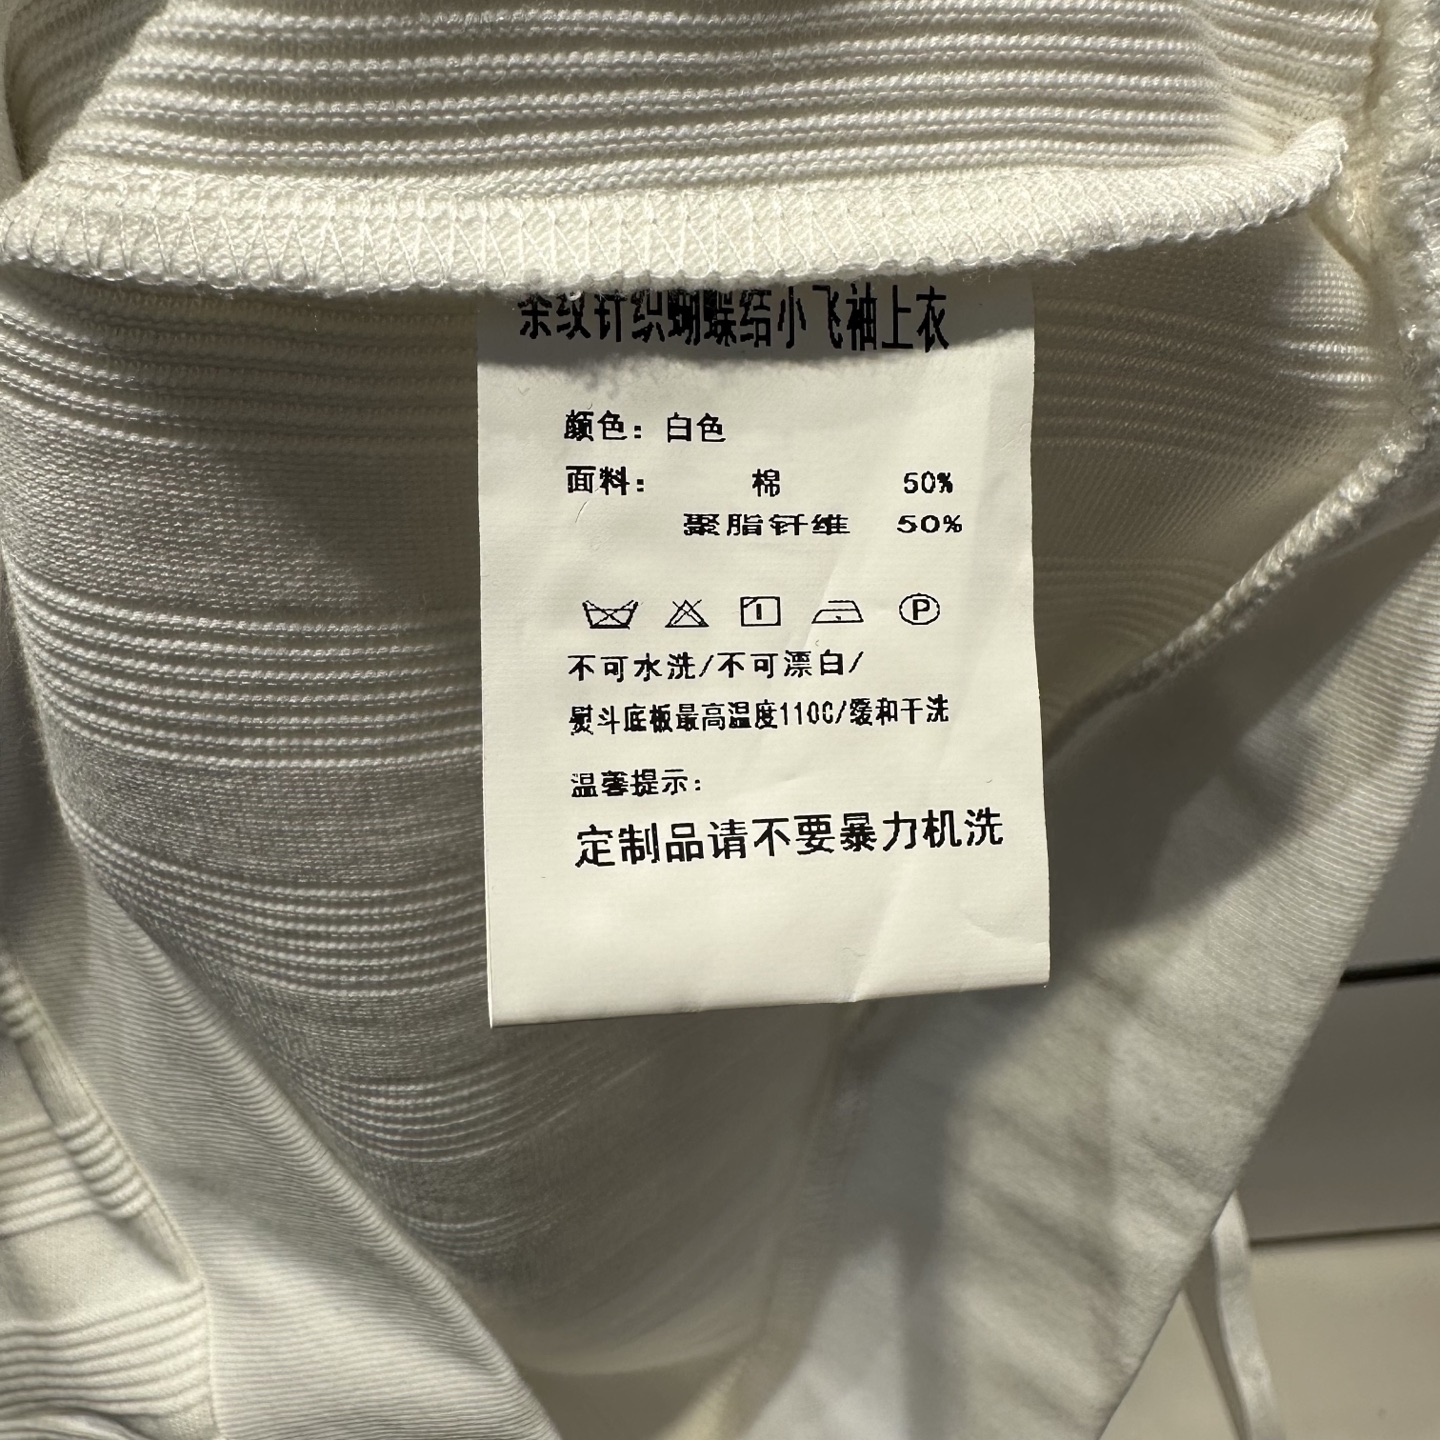 条纹针织蝴蝶结小飞袖上衣
颜色：白色
面料： 棉 50%
聚脂钎维 50%
P
不可水洗/不可漂白/
熨斗底板最高温度110C/缓和干洗
温馨提示：
定制品请不要暴力机洗